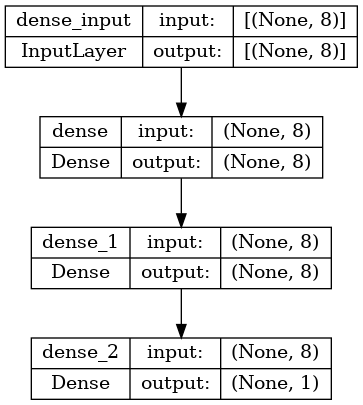 dense_input input: [(None, 8)]
InputLayer output: [(None, 8)]
dense input: (None, 8)
Dense output: (None, 8)
dense_1 input: (None, 8)
Dense output: (None, 8)
dense_2 input: (None, 8)
Dense output: (None, 1)